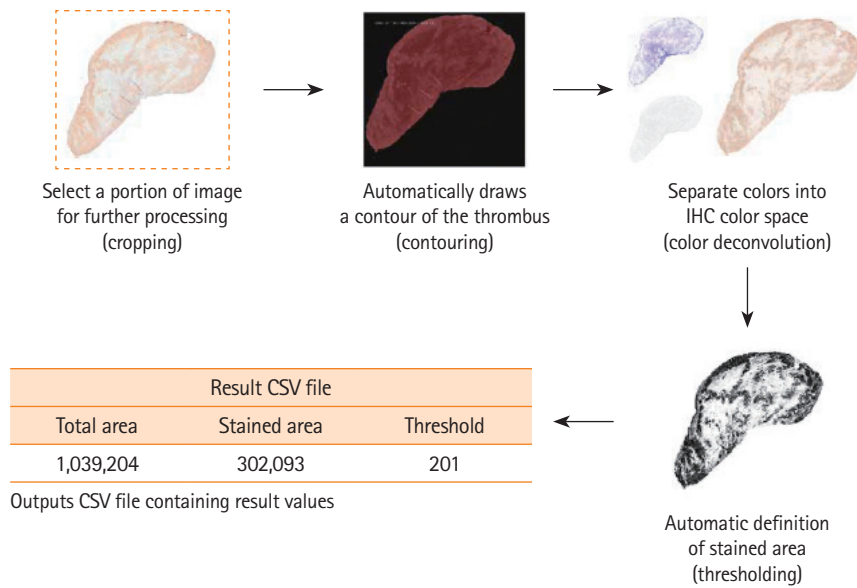 Select a portion of image
for further processing
(cropping)
Automatically draws
a contour of the thrombus
(contouring)
Separate colors into
IHC color space
(color deconvolution)
Automatic definition
of stained area
(thresholding)
Result CSV file
Total area Stained area Threshold
1,039,204 302,093 201
Outputs CSV file containing result values